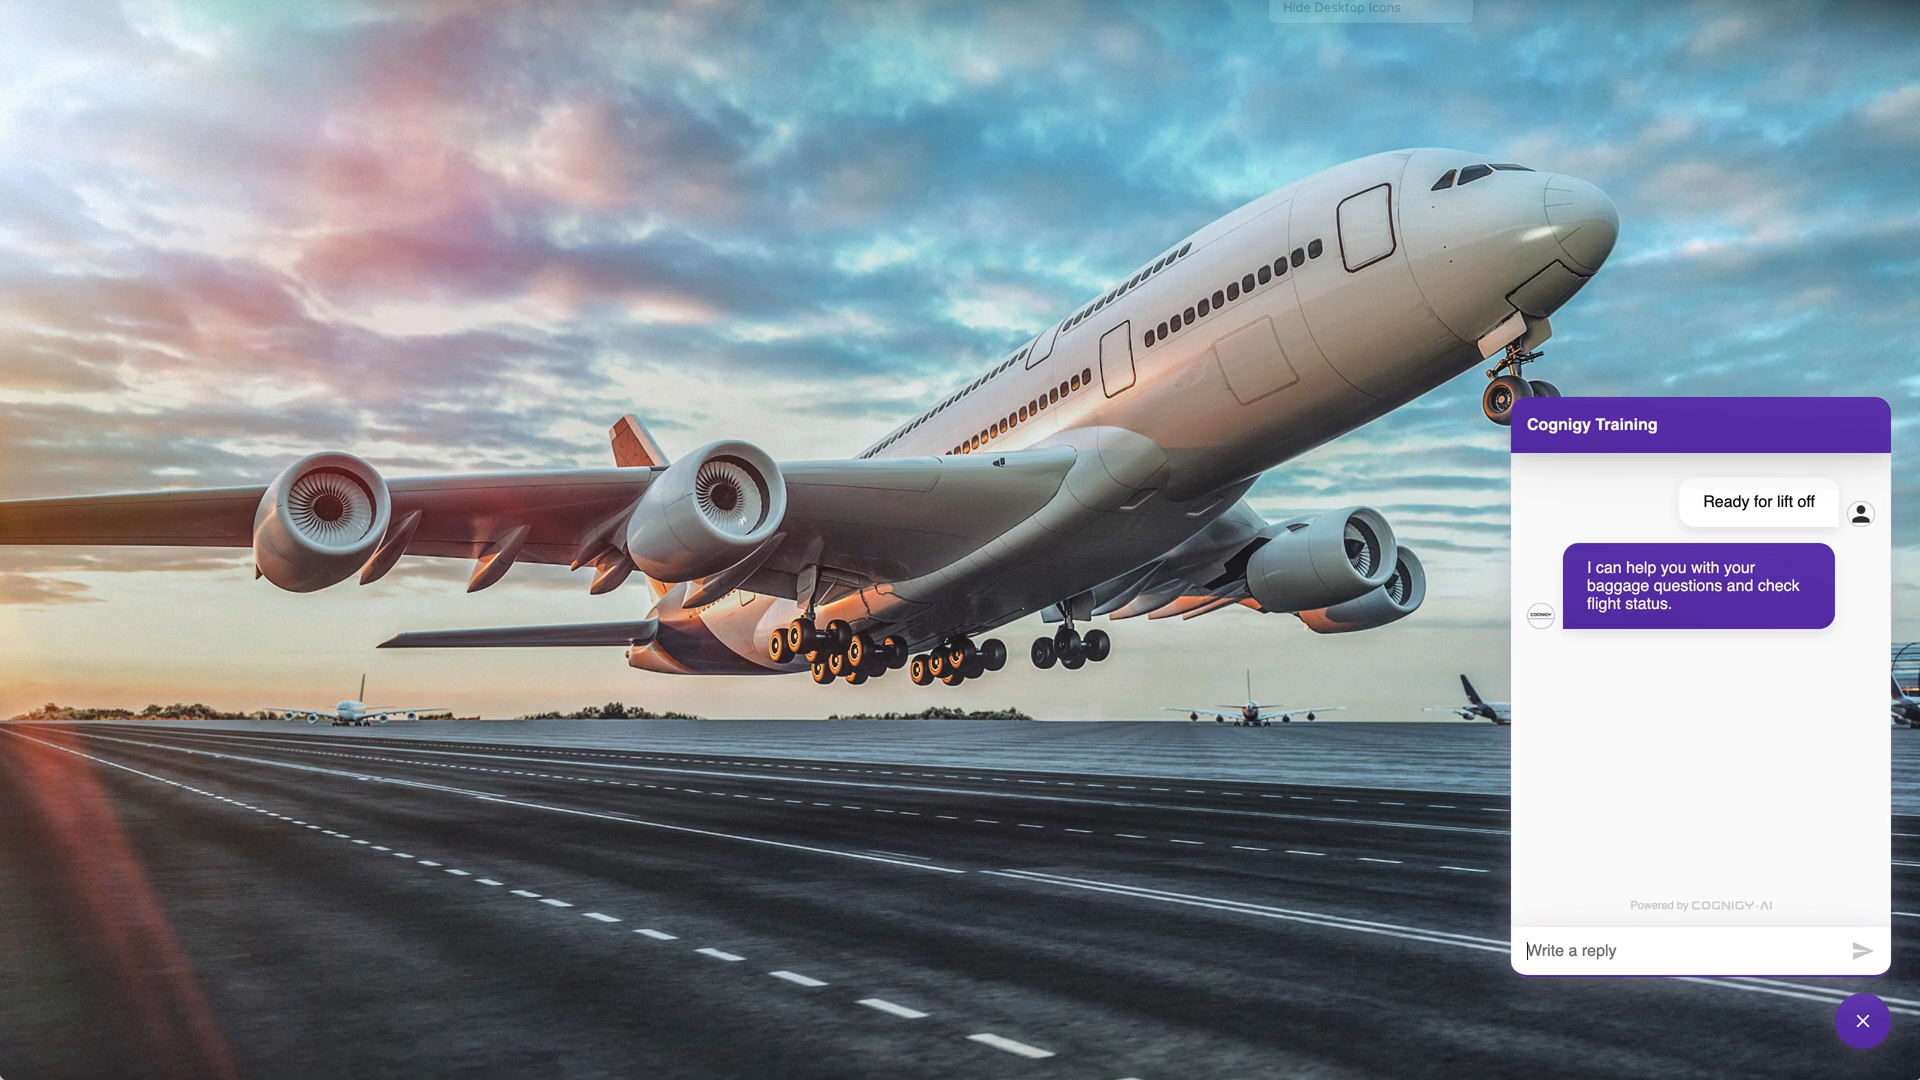 Hide Desktop Icons
Cognigy Training
Ready for lift off
I can help you with your
baggage questions and check
flight status.
COGNIGY
Powered by COGNIGY.AI
Write a reply